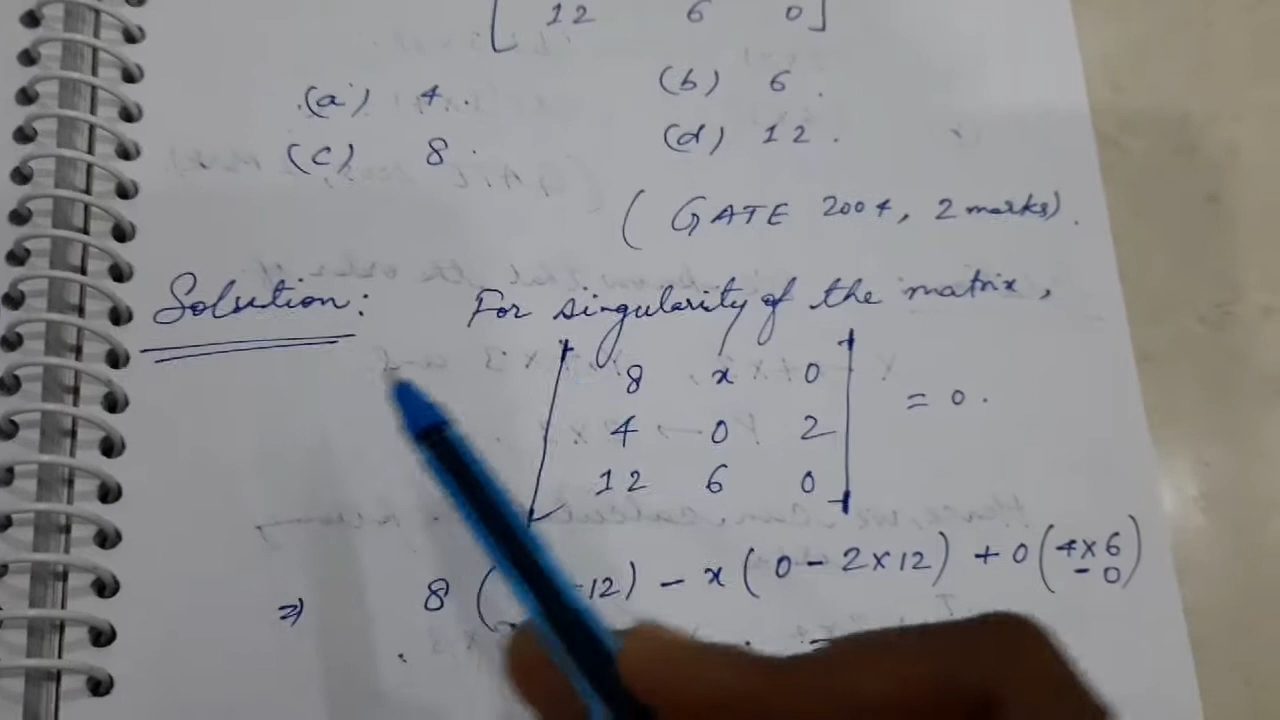 12 6 0
(a) 4. (b) 6.
(c) 8. (d) 12.
(GATE 2004, 2 marks).
Solution: For singularity of the matrix,
8 x 0
4 0 2 = 0.
12 6 0
⇒ 8 ( -12) - x (0 - 2×12) + 0 (4×6 - 0)